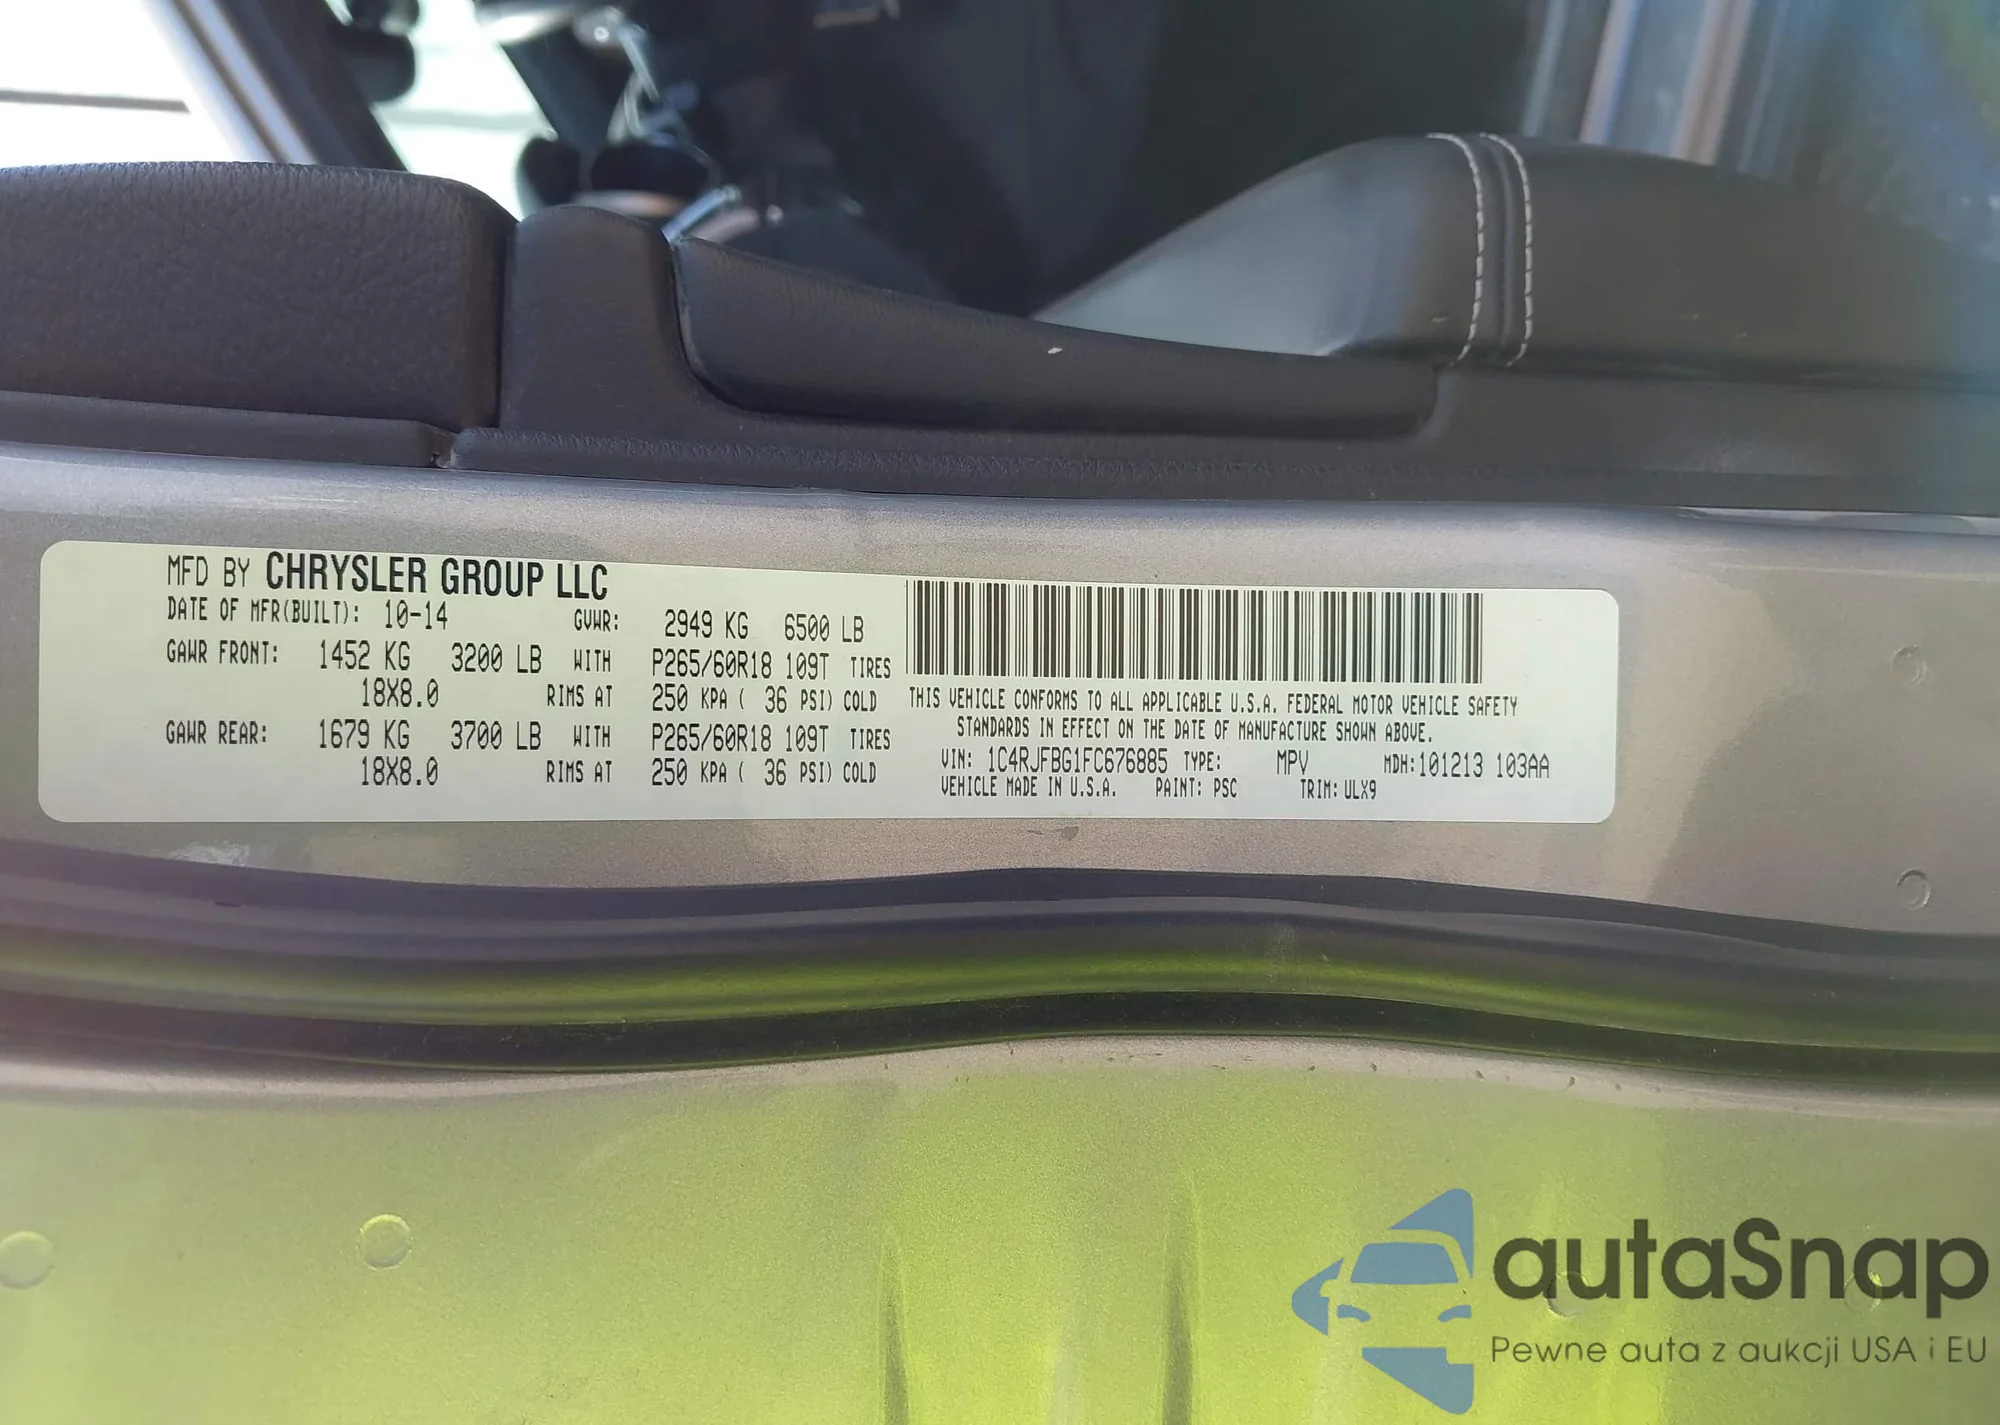 MFD BY CHRYSLER GROUP LLC
DATE OF MFR(BUILT): 10-14 GVWR: 2949 KG 6500 LB
GAWR FRONT: 1452 KG 3200 LB WITH P265/60R18 109T TIRES
18X8.0 RIMS AT 250 KPA ( 36 PSI) COLD
GAWR REAR: 1679 KG 3700 LB WITH P265/60R18 109T TIRES
18X8.0 RIMS AT 250 KPA ( 36 PSI) COLD
THIS VEHICLE CONFORMS TO ALL APPLICABLE U.S.A. FEDERAL MOTOR VEHICLE SAFETY
STANDARDS IN EFFECT ON THE DATE OF MANUFACTURE SHOWN ABOVE.
VIN: 1C4RJFBG1FC676885 TYPE: MPV MDH:101213 103AA
VEHICLE MADE IN U.S.A. PAINT: PSC TRIM: ULX9
autaSnap
Pewne auta z aukcji USA i EU